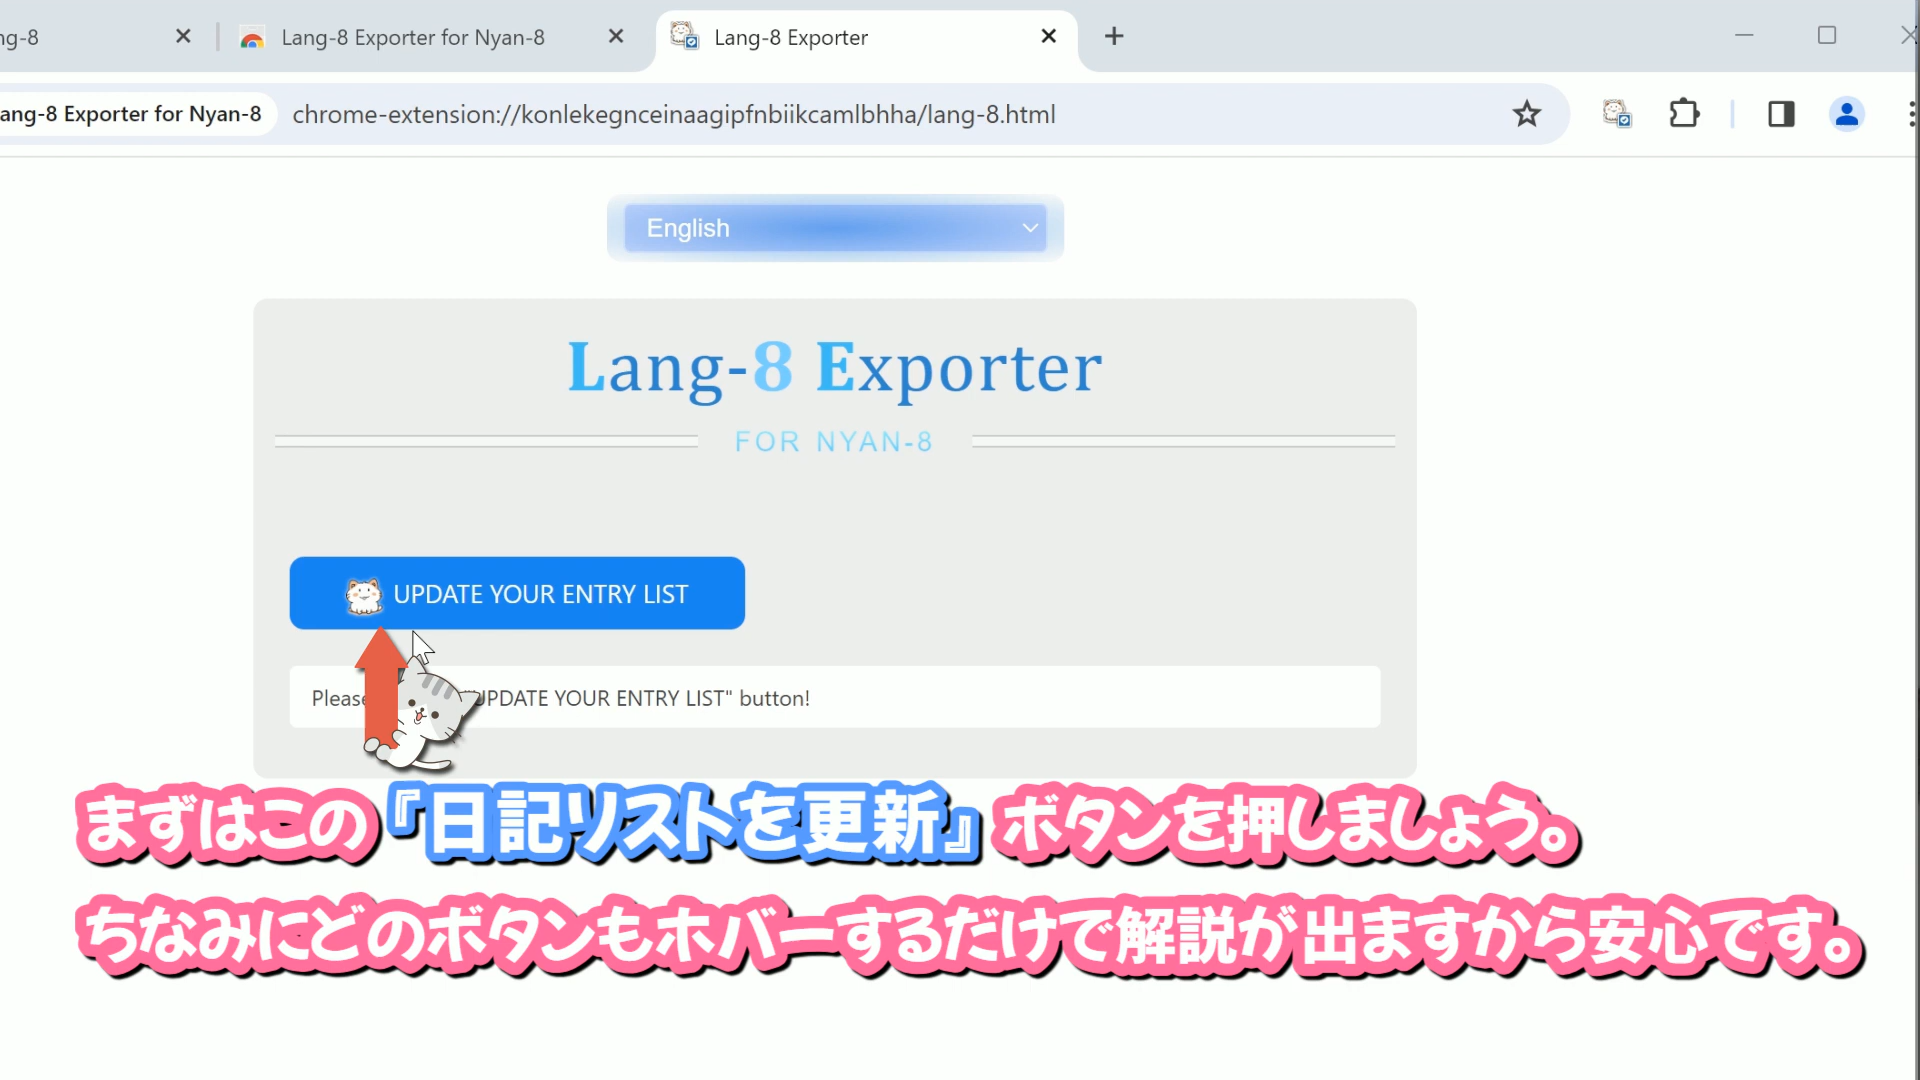 ng-8
Lang-8 Exporter for Nyan-8
Lang-8 Exporter
ang-8 Exporter for Nyan-8
chrome-extension://konlekegnceinaagipfnbiikcamlbhha/lang-8.html
English
Lang-8 Exporter
FOR NYAN-8
UPDATE YOUR ENTRY LIST
Please "UPDATE YOUR ENTRY LIST" button!
まずはこの『日記リストを更新』ボタンを押しましょう。
ちなみにどのボタンもホバーするだけで解説が出ますから安心です。